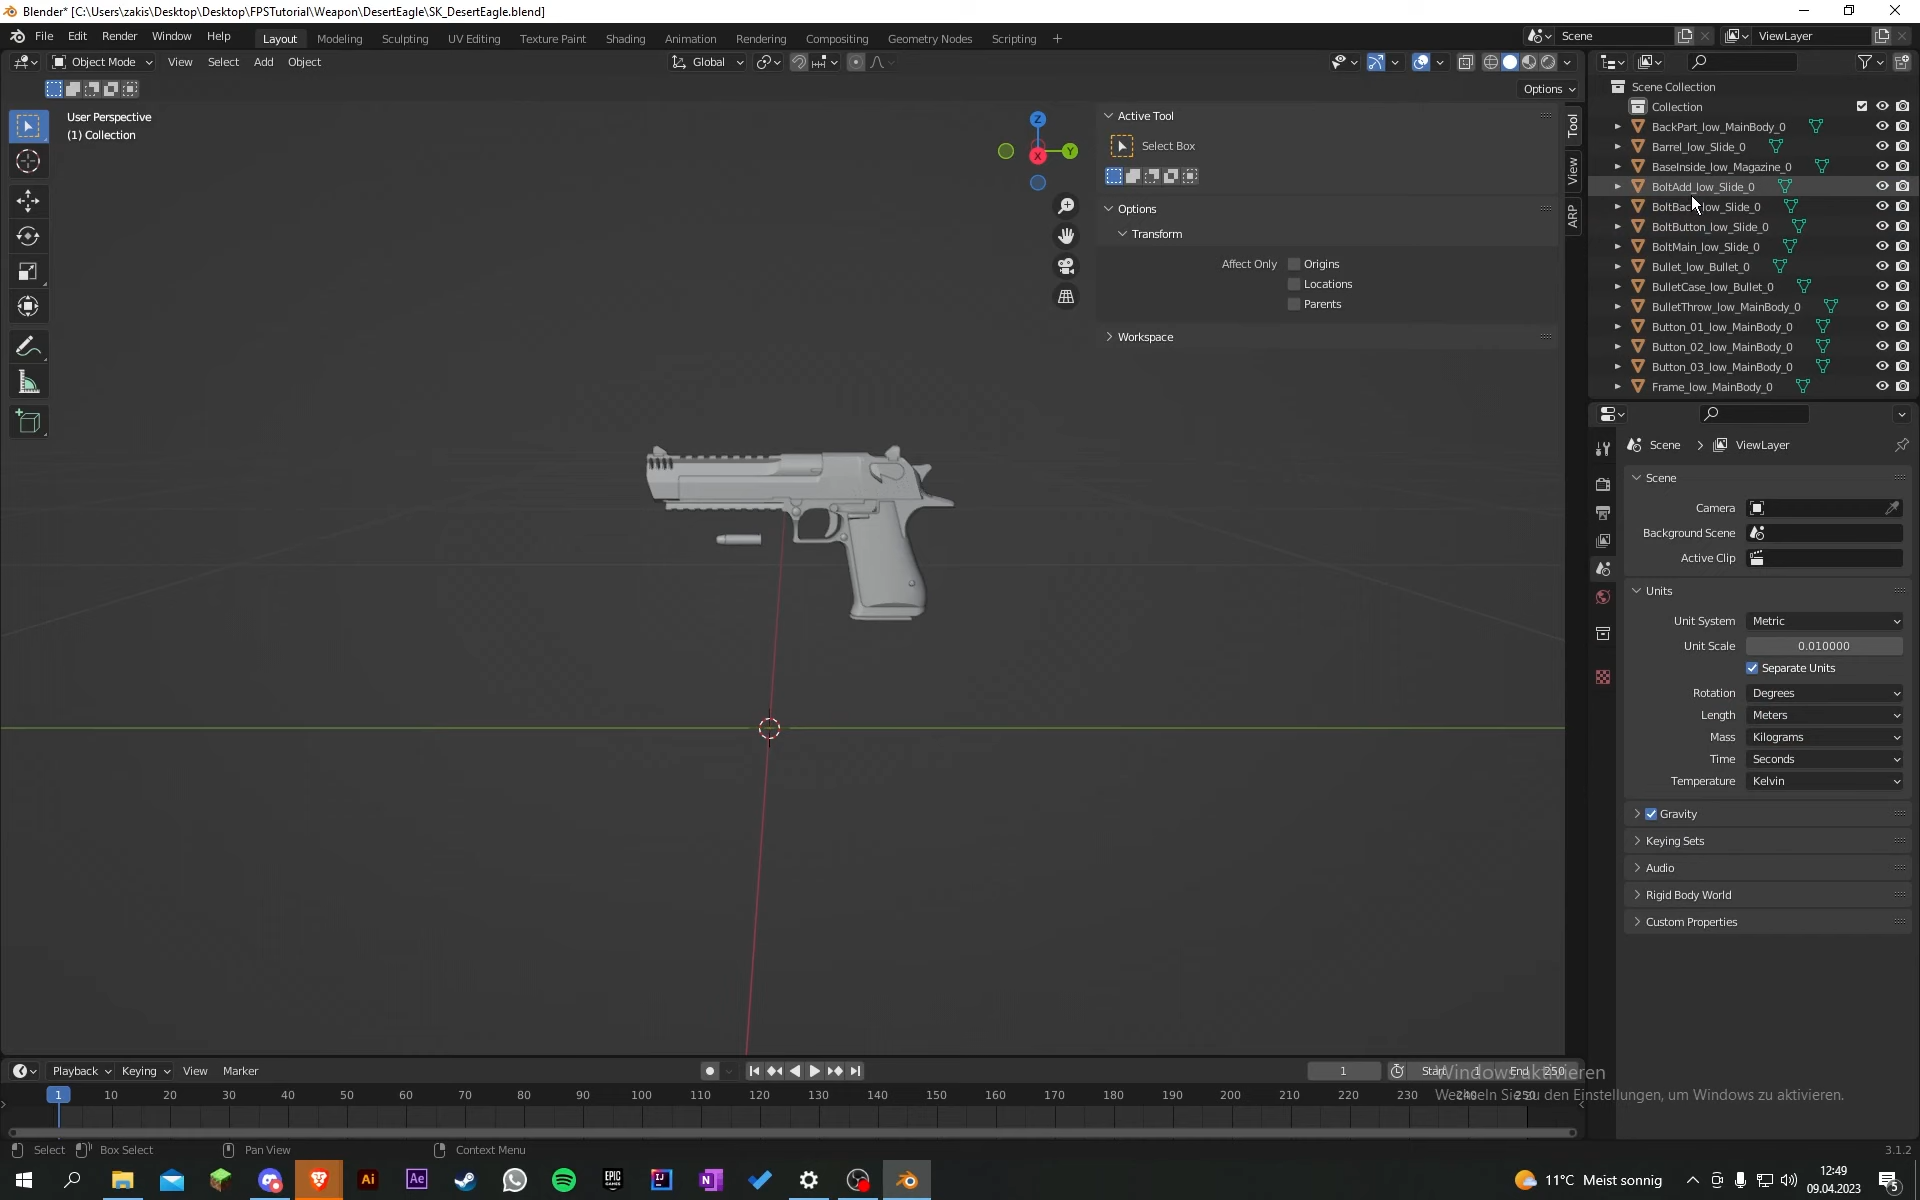 Blender* [C:\Users\zakis\Desktop\Desktop\FPSTutorial\Weapon\DesertEagle\SK_DesertEagle.blend]
File Edit Render Window Help Layout Modeling Sculpting UV Editing Texture Paint Shading Animation Rendering Compositing Geometry Nodes Scripting + Scene ViewLayer
Object Mode View Select Add Object Global
Options
User Perspective
(1) Collection
Z
Y
X
Active Tool
Select Box
Options
Transform
Affect Only Origins
Locations
Parents
Workspace
Tool
View
ARP
Scene Collection
Collection
BackPart_low_MainBody_0
Barrel_low_Slide_0
BaseInside_low_Magazine_0
BoltAdd_low_Slide_0
BoltBack_low_Slide_0
BoltButton_low_Slide_0
BoltMain_low_Slide_0
Bullet_low_Bullet_0
BulletCase_low_Bullet_0
BulletThrow_low_MainBody_0
Button_01_low_MainBody_0
Button_02_low_MainBody_0
Button_03_low_MainBody_0
Frame_low_MainBody_0
Scene > ViewLayer
Scene
Camera
Background Scene
Active Clip
Units
Unit System Metric
Unit Scale 0.010000
Separate Units
Rotation Degrees
Length Meters
Mass Kilograms
Time Seconds
Temperature Kelvin
Gravity
Keying Sets
Audio
Rigid Body World
Custom Properties
Playback Keying View Marker 1 Start 1 End 250
Windows aktivieren
Wechseln Sie zu den Einstellungen, um Windows zu aktivieren.
1 10 20 30 40 50 60 70 80 90 100 110 120 130 140 150 160 170 180 190 200 210 220 230 240 250
Select Box Select Pan View Context Menu 3.1.2
Ai Ae EPIC GAMES IJ N 11°C Meist sonnig 12:49
09.04.2023 5